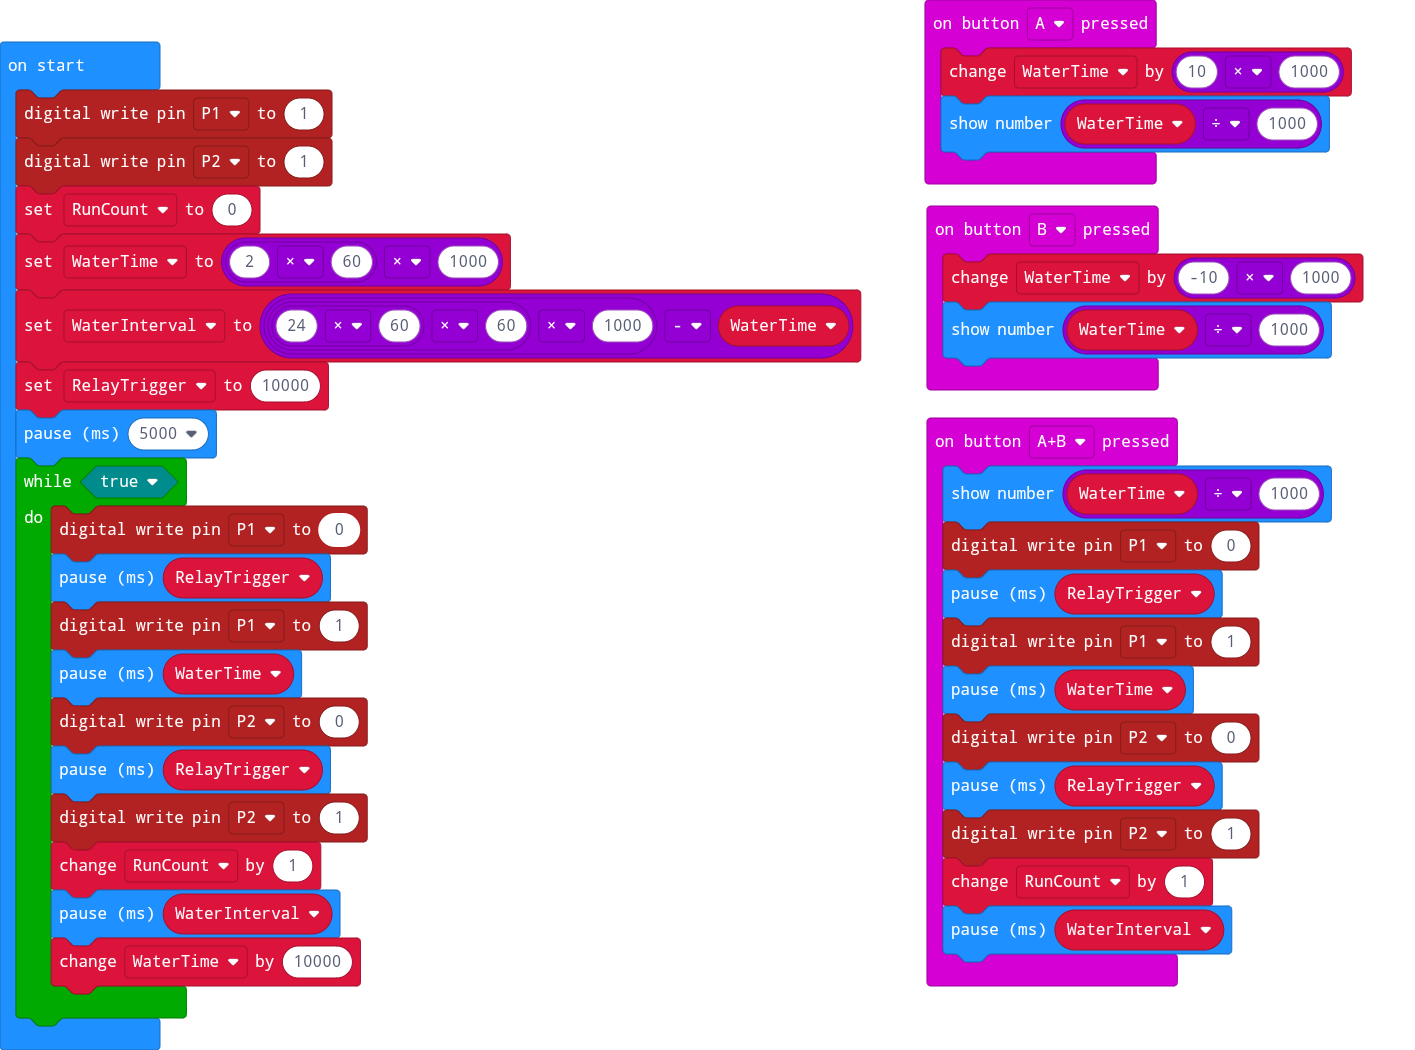 on start
digital write pin P1 to 1
digital write pin P2 to 1
set RunCount to 0
set WaterTime to 2 × 60 × 1000
set WaterInterval to 24 × 60 × 60 × 1000 - WaterTime
set RelayTrigger to 10000
pause (ms) 5000
while true
do
digital write pin P1 to 0
pause (ms) RelayTrigger
digital write pin P1 to 1
pause (ms) WaterTime
digital write pin P2 to 0
pause (ms) RelayTrigger
digital write pin P2 to 1
change RunCount by 1
pause (ms) WaterInterval
change WaterTime by 10000
on button A pressed
change WaterTime by 10 × 1000
show number WaterTime ÷ 1000
on button B pressed
change WaterTime by -10 × 1000
show number WaterTime ÷ 1000
on button A+B pressed
show number WaterTime ÷ 1000
digital write pin P1 to 0
pause (ms) RelayTrigger
digital write pin P1 to 1
pause (ms) WaterTime
digital write pin P2 to 0
pause (ms) RelayTrigger
digital write pin P2 to 1
change RunCount by 1
pause (ms) WaterInterval